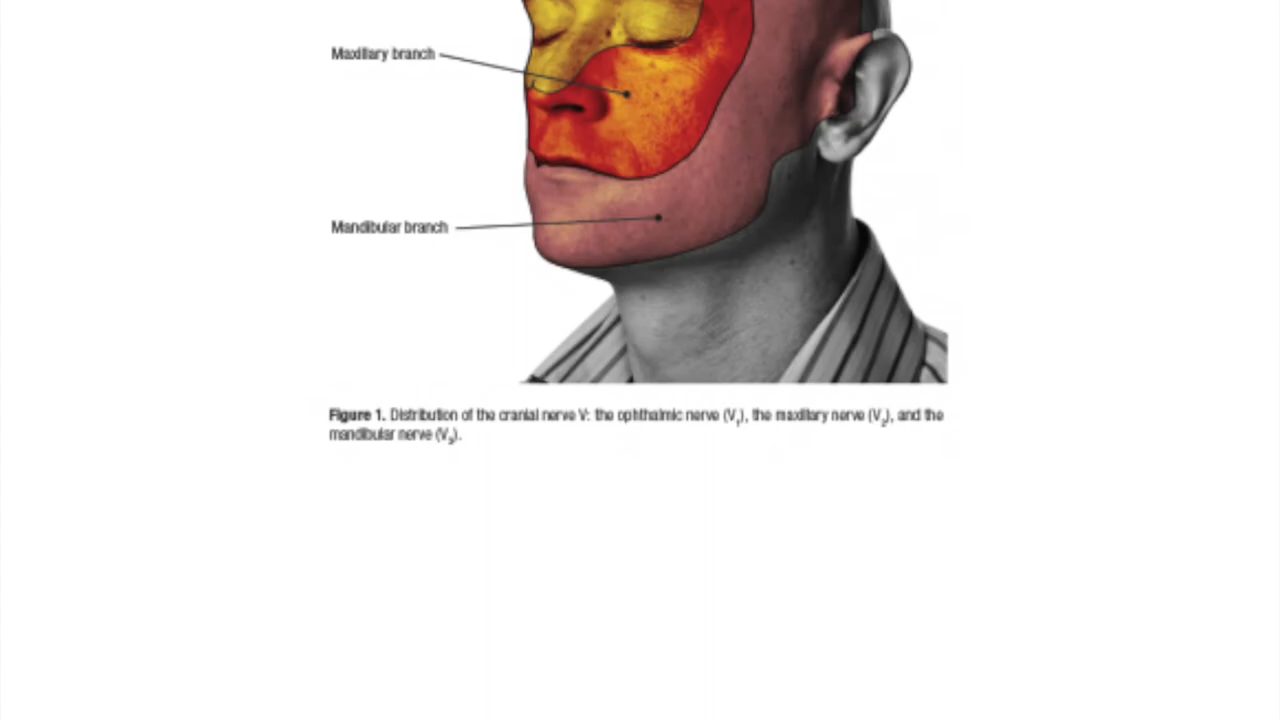 Maxillary branch
Mandibular branch
Figure 1. Distribution of the cranial nerve V: the ophthalmic nerve (V₁), the maxillary nerve (V₂), and the
mandibular nerve (V₃).